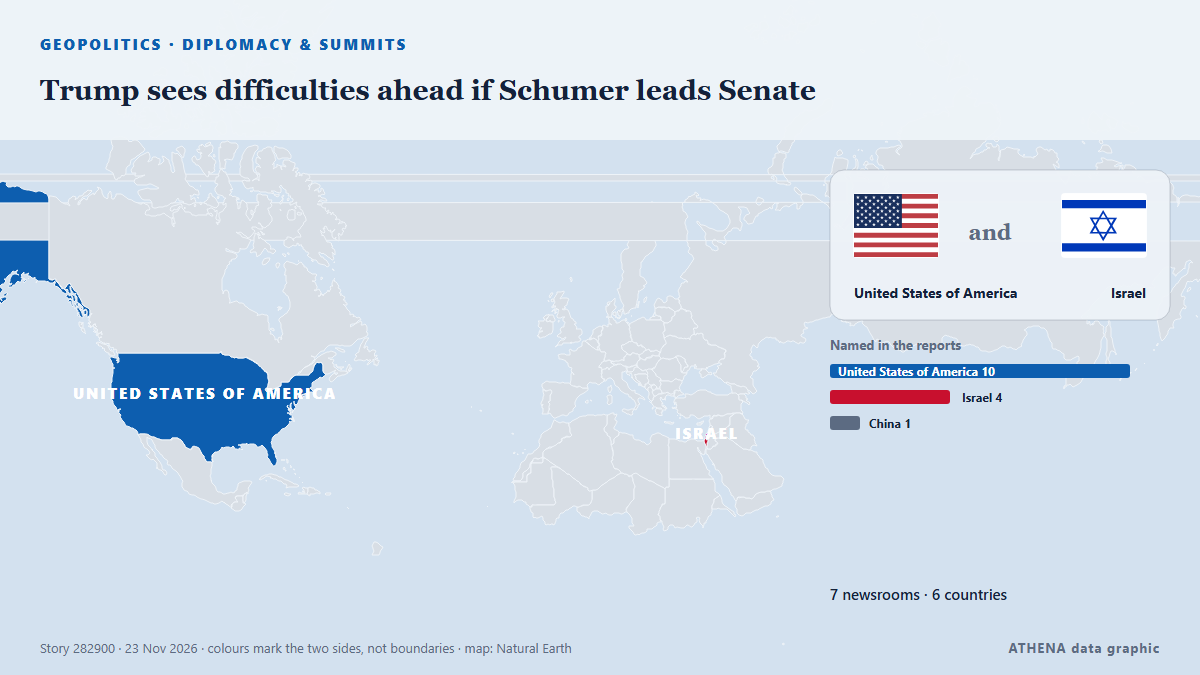 GEOPOLITICS · DIPLOMACY & SUMMITS
Trump sees difficulties ahead if Schumer leads Senate
and
United States of America
Israel
Named in the reports
United States of America 10
Israel 4
China 1
UNITED STATES OF AMERICA
ISRAEL
7 newsrooms · 6 countries
Story 282900 · 23 Nov 2026 · colours mark the two sides, not boundaries · map: Natural Earth
ATHENA data graphic